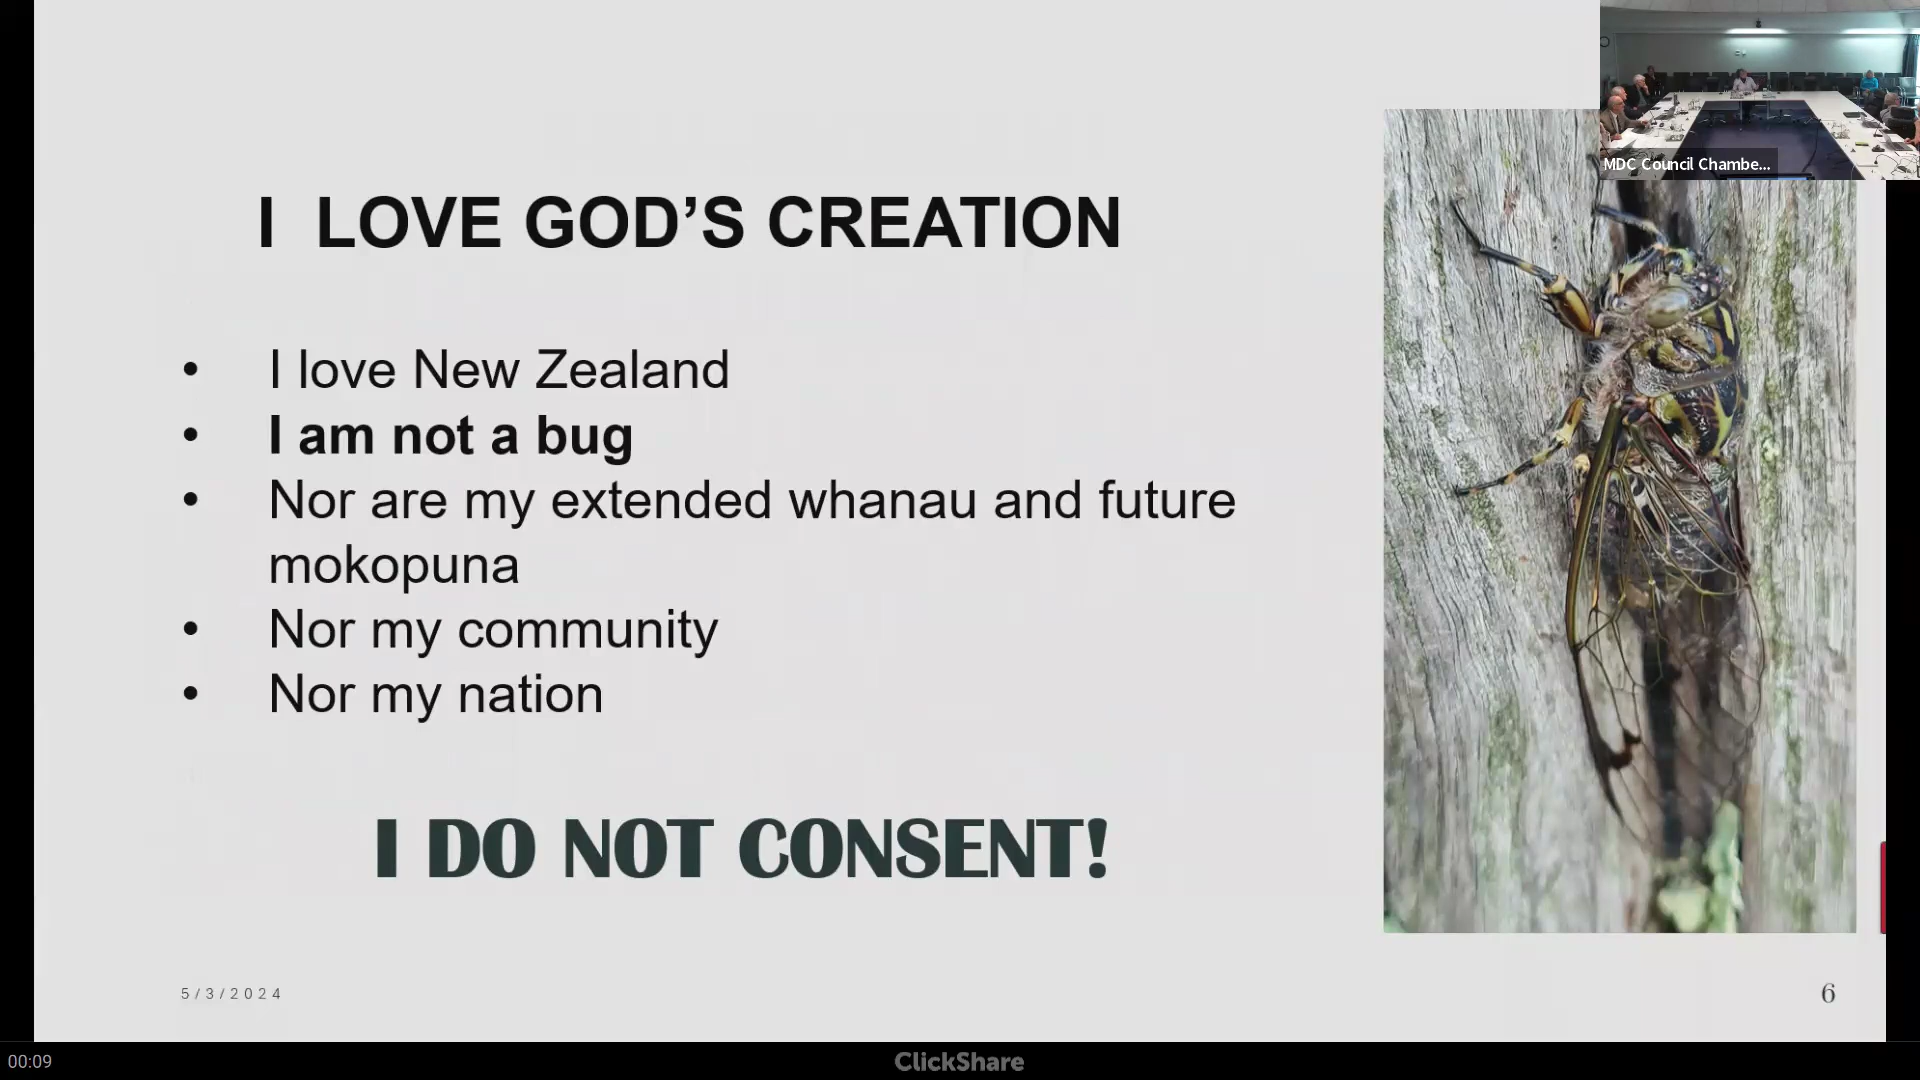 MDC Council Chambe...
I LOVE GOD’S CREATION
• I love New Zealand
• I am not a bug
• Nor are my extended whanau and future
mokopuna
• Nor my community
• Nor my nation
I DO NOT CONSENT!
5/3/2024
6
00:09
ClickShare